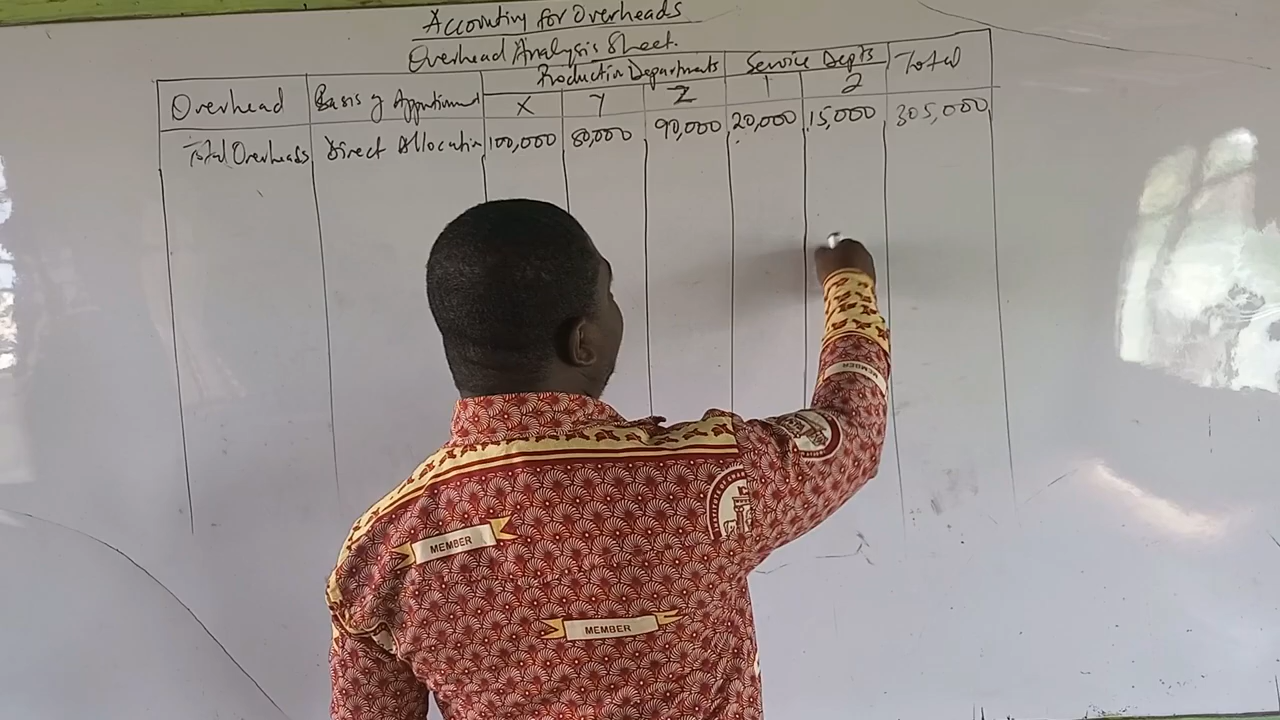 Accounting for Overheads
Overhead Analysis Sheet.
Overhead Basis of Apportionment Production Departments Service Depts Total
X Y Z 1 2
Total Overheads Direct Allocation 100,000 80,000 90,000 20,000 15,000 305,000
MEMBER
MEMBER
MEMBER